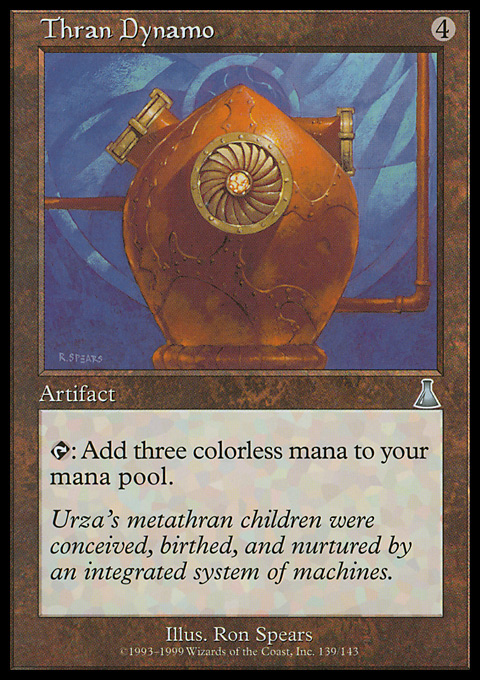 Thran Dynamo 4
R.SPEARS
Artifact
: Add three colorless mana to your
mana pool.
Urza's metathran children were
conceived, birthed, and nurtured by
an integrated system of machines.
Illus. Ron Spears
©1993–1999 Wizards of the Coast, Inc. 139/143